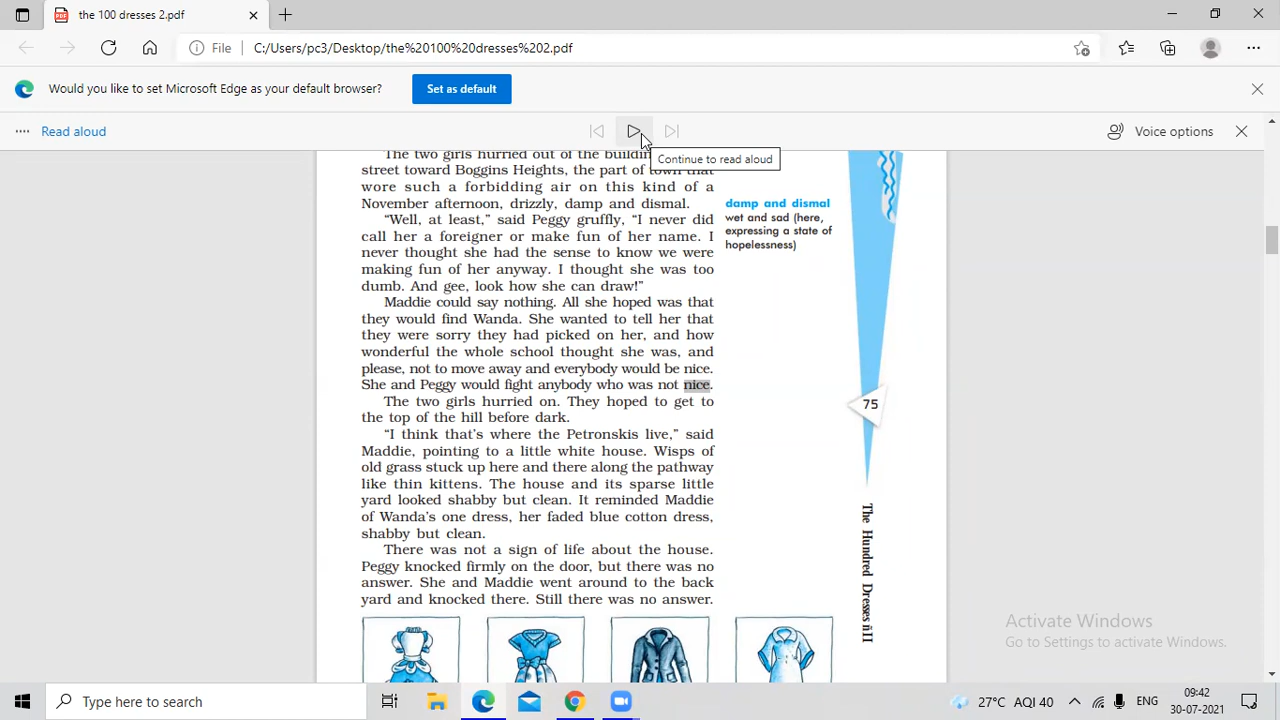 the 100 dresses 2.pdf
File
C:/Users/pc3/Desktop/the%20100%20dresses%202.pdf
Would you like to set Microsoft Edge as your default browser?
Set as default
Read aloud
Voice options
Continue to read aloud
The two girls hurried out of the building
street toward Boggins Heights, the part of town that
wore such a forbidding air on this kind of a
November afternoon, drizzly, damp and dismal.
“Well, at least,” said Peggy gruffly, “I never did
call her a foreigner or make fun of her name. I
never thought she had the sense to know we were
making fun of her anyway. I thought she was too
dumb. And gee, look how she can draw!”
Maddie could say nothing. All she hoped was that
they would find Wanda. She wanted to tell her that
they were sorry they had picked on her, and how
wonderful the whole school thought she was, and
please, not to move away and everybody would be nice.
She and Peggy would fight anybody who was not nice.
The two girls hurried on. They hoped to get to
the top of the hill before dark.
“I think that’s where the Petronskis live,” said
Maddie, pointing to a little white house. Wisps of
old grass stuck up here and there along the pathway
like thin kittens. The house and its sparse little
yard looked shabby but clean. It reminded Maddie
of Wanda’s one dress, her faded blue cotton dress,
shabby but clean.
There was not a sign of life about the house.
Peggy knocked firmly on the door, but there was no
answer. She and Maddie went around to the back
yard and knocked there. Still there was no answer.
damp and dismal
wet and sad (here,
expressing a state of
hopelessness)
75
The Hundred Dresses ñ II
Activate Windows
Go to Settings to activate Windows.
Type here to search
27°C AQI 40
ENG
09:42
30-07-2021